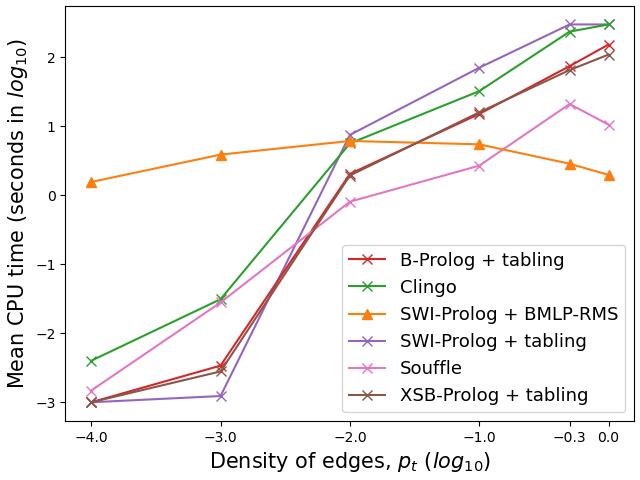 Mean CPU time (seconds in log₁₀)
2
1
0
−1
−2
−3
B-Prolog + tabling
Clingo
SWI-Prolog + BMLP-RMS
SWI-Prolog + tabling
Souffle
XSB-Prolog + tabling
−4.0 −3.0 −2.0 −1.0 −0.3 0.0
Density of edges, pₜ (log₁₀)